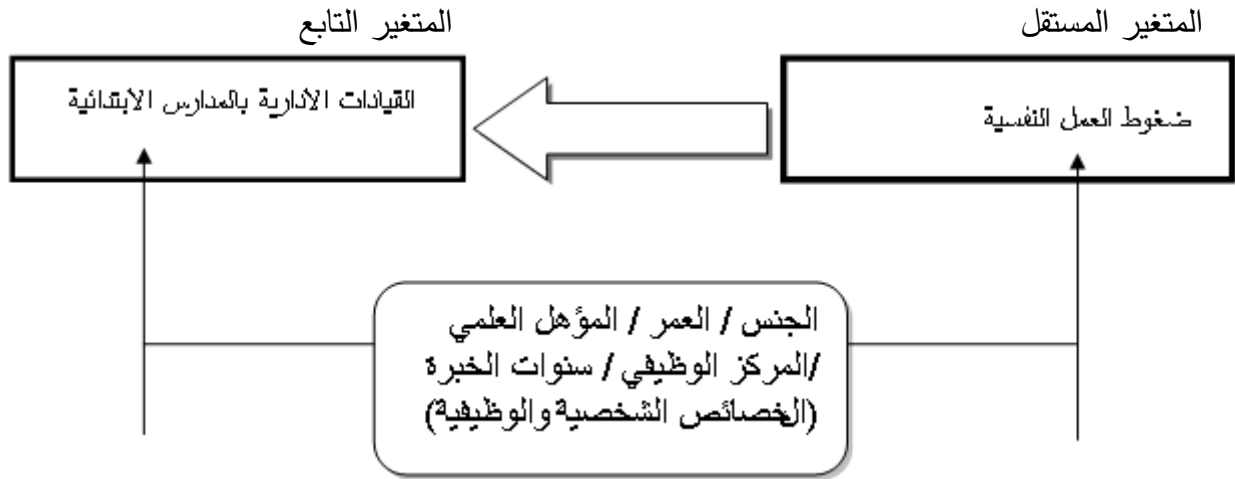 المتغير المستقل
المتغير التابع
ضغوط العمل النفسية
القيادات الادارية بالمدارس الابتدائية
الجنس / العمر / المؤهل العلمي
/المركز الوظيفي / سنوات الخبرة
(الخصائص الشخصية والوظيفية)